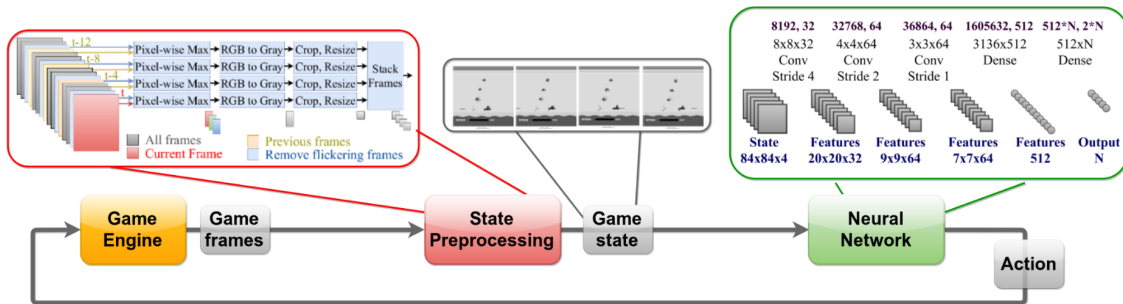 t-12
Pixel-wise Max RGB to Gray Crop, Resize
t-8
Pixel-wise Max RGB to Gray Crop, Resize
t-4
Pixel-wise Max RGB to Gray Crop, Resize
t
Pixel-wise Max RGB to Gray Crop, Resize
Stack
Frames
All frames
Previous frames
Current Frame
Remove flickering frames
8192, 32 32768, 64 36864, 64 1605632, 512 512*N, 2*N
8x8x32 4x4x64 3x3x64 3136x512 512xN
Conv Conv Conv Dense Dense
Stride 4 Stride 2 Stride 1
State Features Features Features Features Output
84x84x4 20x20x32 9x9x64 7x7x64 512 N
Game
Engine
Game
frames
State
Preprocessing
Game
state
Neural
Network
Action